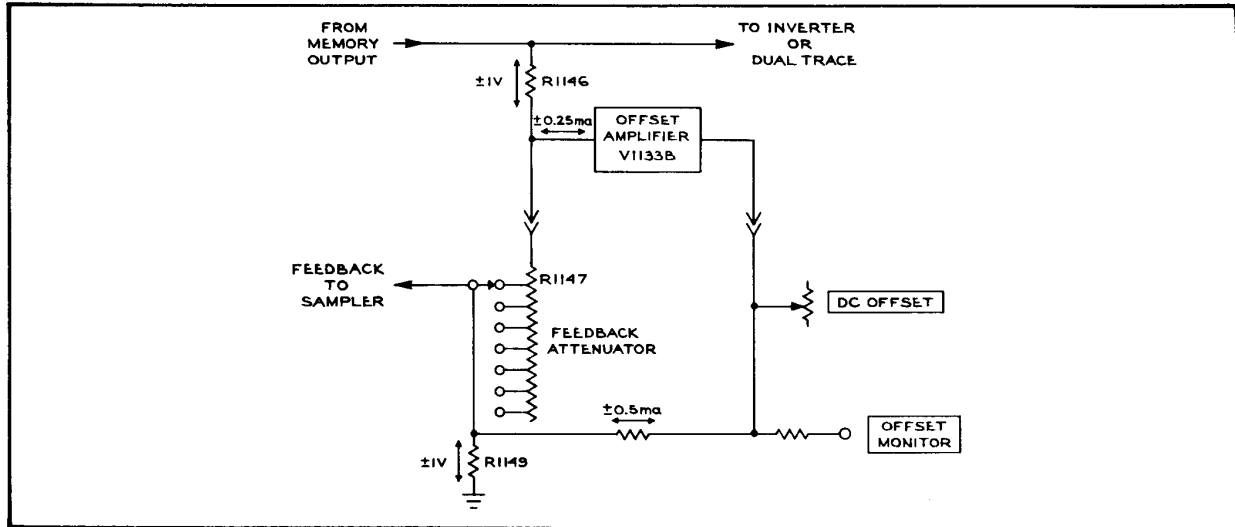 FROM
MEMORY
OUTPUT
TO INVERTER
OR
DUAL TRACE
±1V
R1146
±0.25ma
OFFSET
AMPLIFIER
V1133B
FEEDBACK
TO
SAMPLER
R1147
FEEDBACK
ATTENUATOR
DC OFFSET
±0.5ma
OFFSET
MONITOR
±1V
R1149